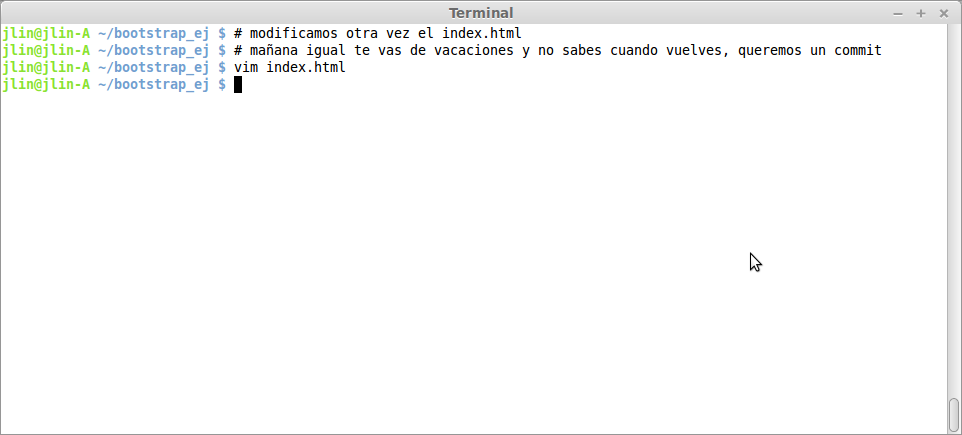 Terminal
jlin@jlin-A ~/bootstrap_ej $ # modificamos otra vez el index.html
jlin@jlin-A ~/bootstrap_ej $ # mañana igual te vas de vacaciones y no sabes cuando vuelves, queremos un commit
jlin@jlin-A ~/bootstrap_ej $ vim index.html
jlin@jlin-A ~/bootstrap_ej $